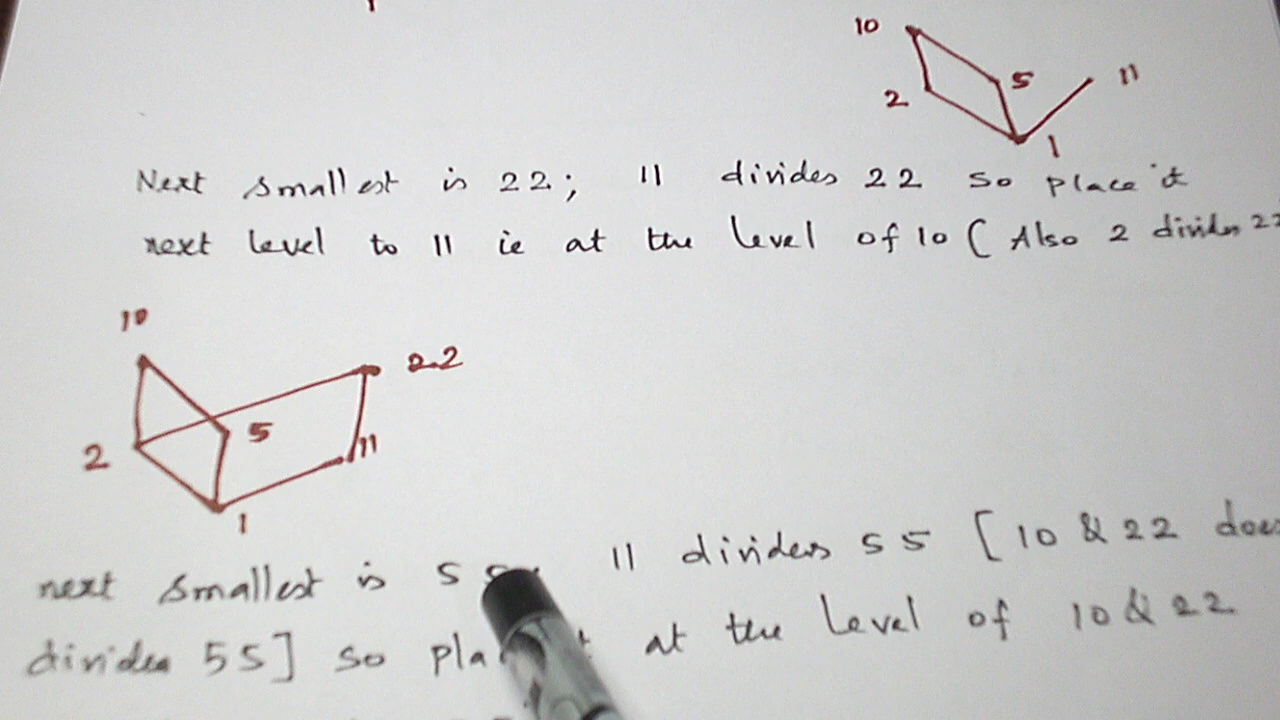 10
5
11
2
1
Next smallest is 22; 11 divides 22 so place it
next level to 11 ie at the level of 10 ( Also 2 divides 22
10
22
5
11
2
1
next smallest is 11 divides 55 [ 10 & 22 does
divides 55] so at the level of 10 & 22